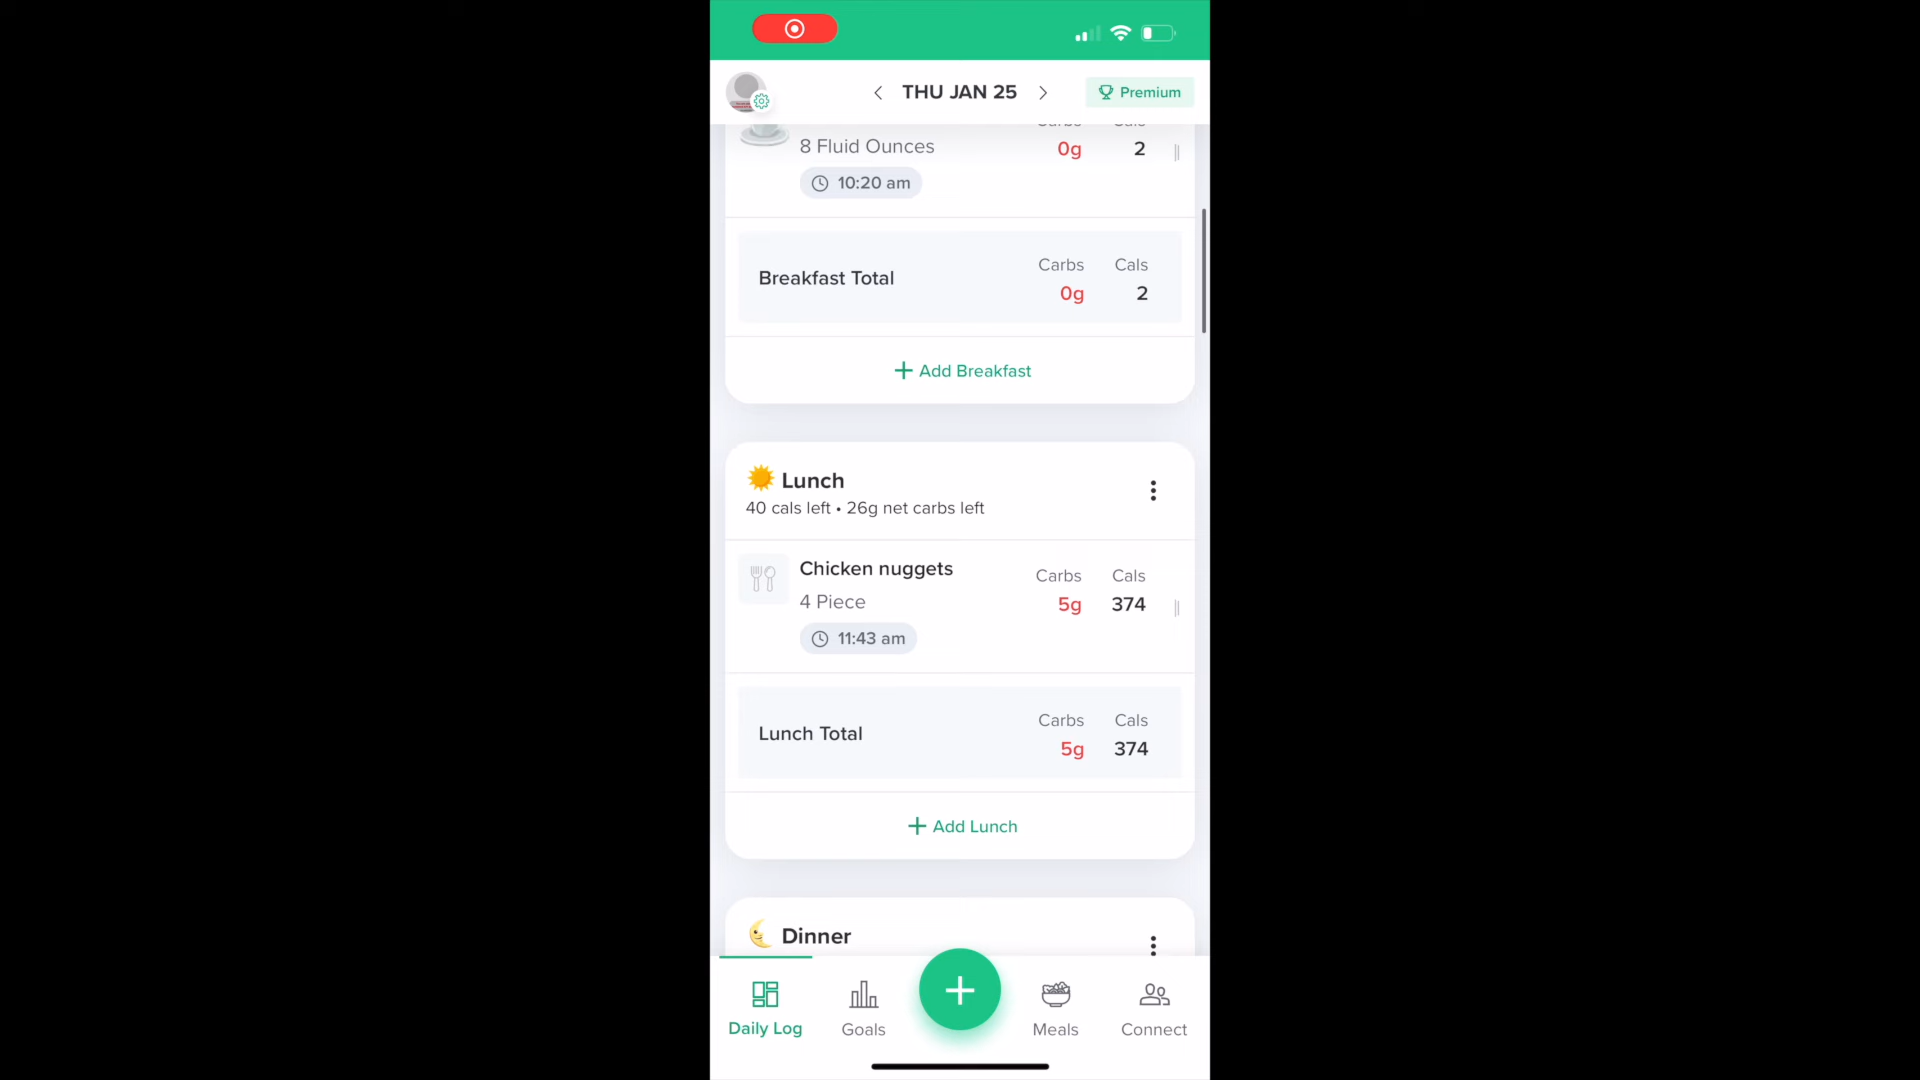 THU JAN 25
Premium
8 Fluid Ounces
0g 2
10:20 am
Carbs Cals
Breakfast Total
0g 2
+ Add Breakfast
Lunch
40 cals left • 26g net carbs left
Chicken nuggets
Carbs Cals
4 Piece
5g 374
11:43 am
Carbs Cals
Lunch Total
5g 374
+ Add Lunch
Dinner
Daily Log Goals Meals Connect